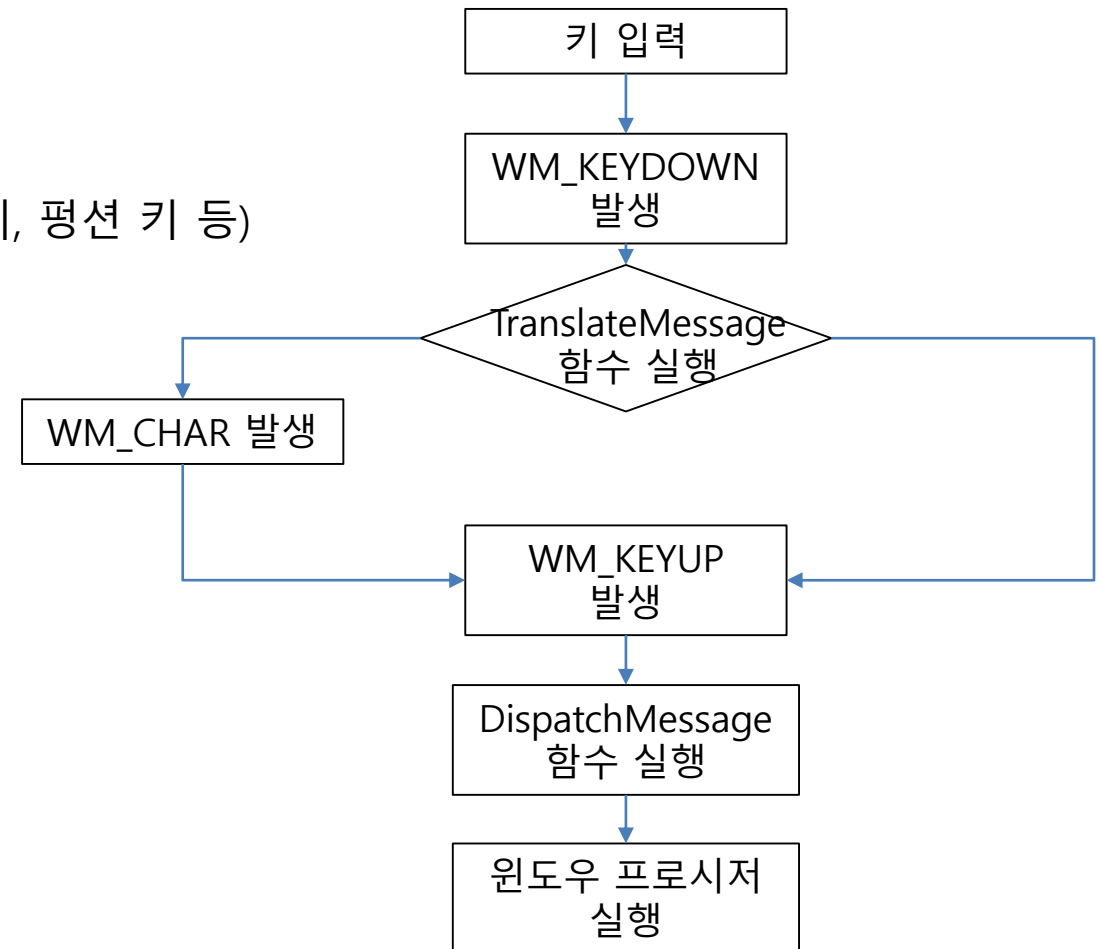 키 입력
WM_KEYDOWN
발생
, 펑션 키 등)
TranslateMessage
함수 실행
WM_CHAR 발생
WM_KEYUP
발생
DispatchMessage
함수 실행
윈도우 프로시저
실행